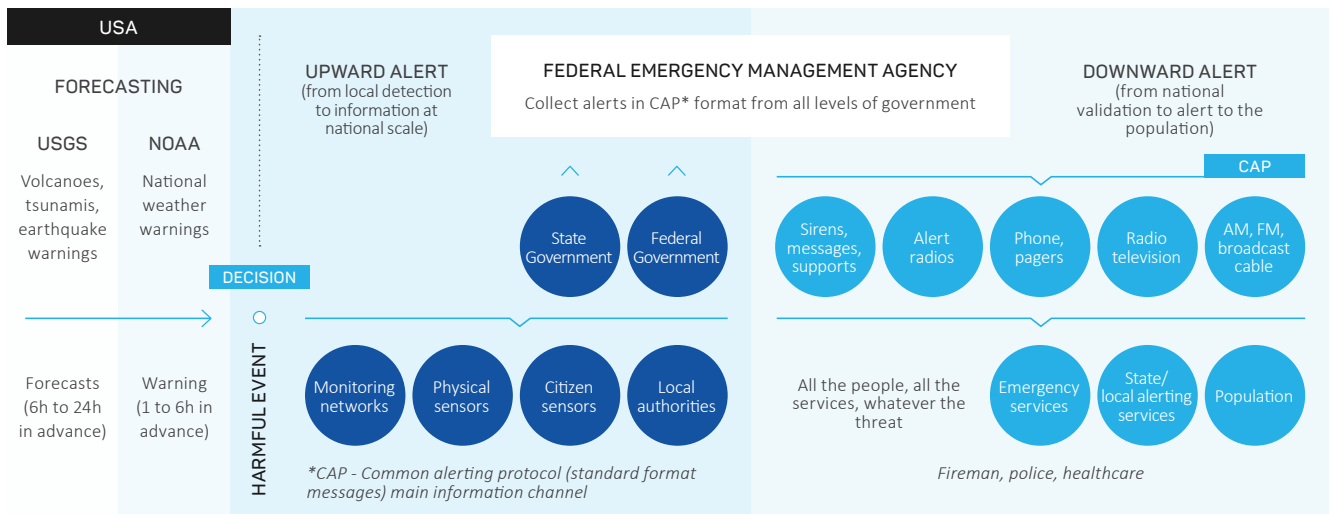 USA
FORECASTING
USGS
Volcanoes,
tsunamis,
earthquake
warnings
NOAA
National
weather
warnings
Forecasts
(6h to 24h
in advance)
Warning
(1 to 6h in
advance)
DECISION
HARMFUL EVENT
UPWARD ALERT
(from local detection
to information at
national scale)
FEDERAL EMERGENCY MANAGEMENT AGENCY
Collect alerts in CAP* format from all levels of government
State
Government
Federal
Government
Monitoring
networks
Physical
sensors
Citizen
sensors
Local
authorities
*CAP - Common alerting protocol (standard format
messages) main information channel
DOWNWARD ALERT
(from national
validation to alert to the
population)
CAP
Sirens,
messages,
supports
Alert
radios
Phone,
pagers
Radio
television
AM, FM,
broadcast
cable
All the people, all the
services, whatever the
threat
Emergency
services
State/
local alerting
services
Population
Fireman, police, healthcare